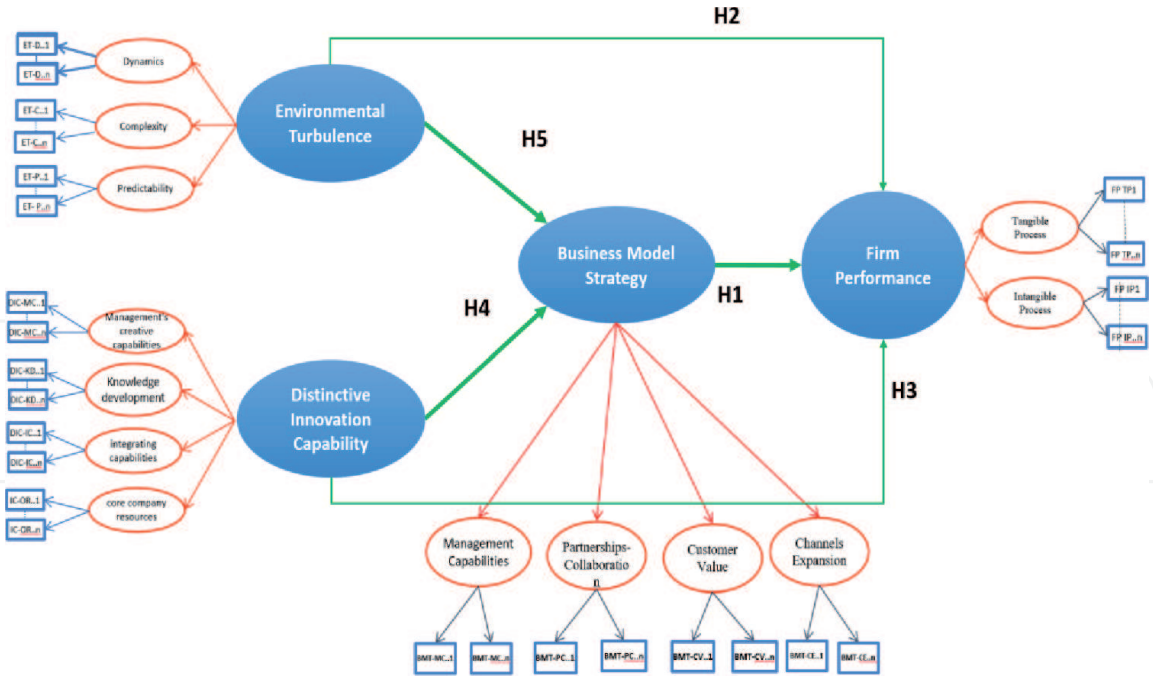 H2
ET-D..1
ET-D..n
Dynamics
ET-C..1
ET-C..n
Complexity
ET-P..1
ET- P..n
Predictability
Environmental
Turbulence
H5
Business Model
Strategy
H1
Firm
Performance
Tangible
Process
FP TP1
FP TP..n
Intangible
Process
FP IP1
FP IP..n
H4
H3
DIC-MC..1
DIC-MC..n
Management's
creative
capabilities
DIC-KD..1
DIC-KD..n
Knowledge
development
DIC-IC..1
DIC-IC..n
integrating
capabilities
IC-OR..1
IC-OR..n
core company
resources
Distinctive
Innovation
Capability
Management
Capabilities
Partnerships-
Collaboratio
n
Customer
Value
Channels
Expansion
BMT-MC..1
BMT-MC..n
BMT-PC..1
BMT-PC..n
BMT-CV..1
BMT-CV..n
BMT-CE..1
BMT-CE..n